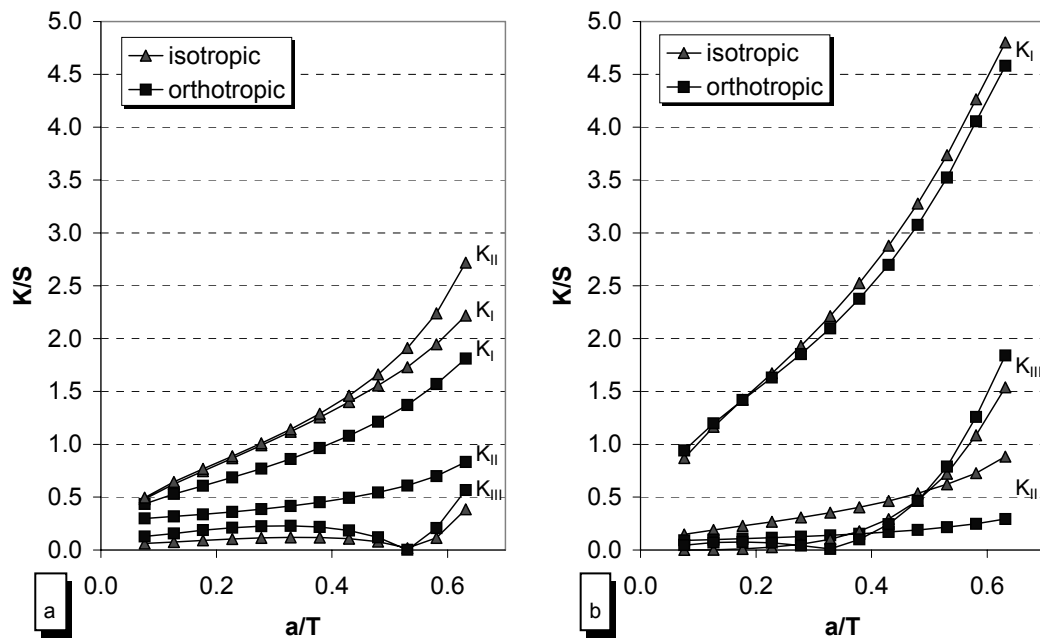 5.0
4.5
4.0
3.5
3.0
2.5
2.0
1.5
1.0
0.5
0.0
K/S
isotropic
orthotropic
K_II
K_I
K_I
K_II
K_III
0.0 0.2 0.4 0.6
a/T
a
5.0
4.5
4.0
3.5
3.0
2.5
2.0
1.5
1.0
0.5
0.0
K/S
isotropic
orthotropic
K_I
K_III
K_II
0.0 0.2 0.4 0.6
a/T
b